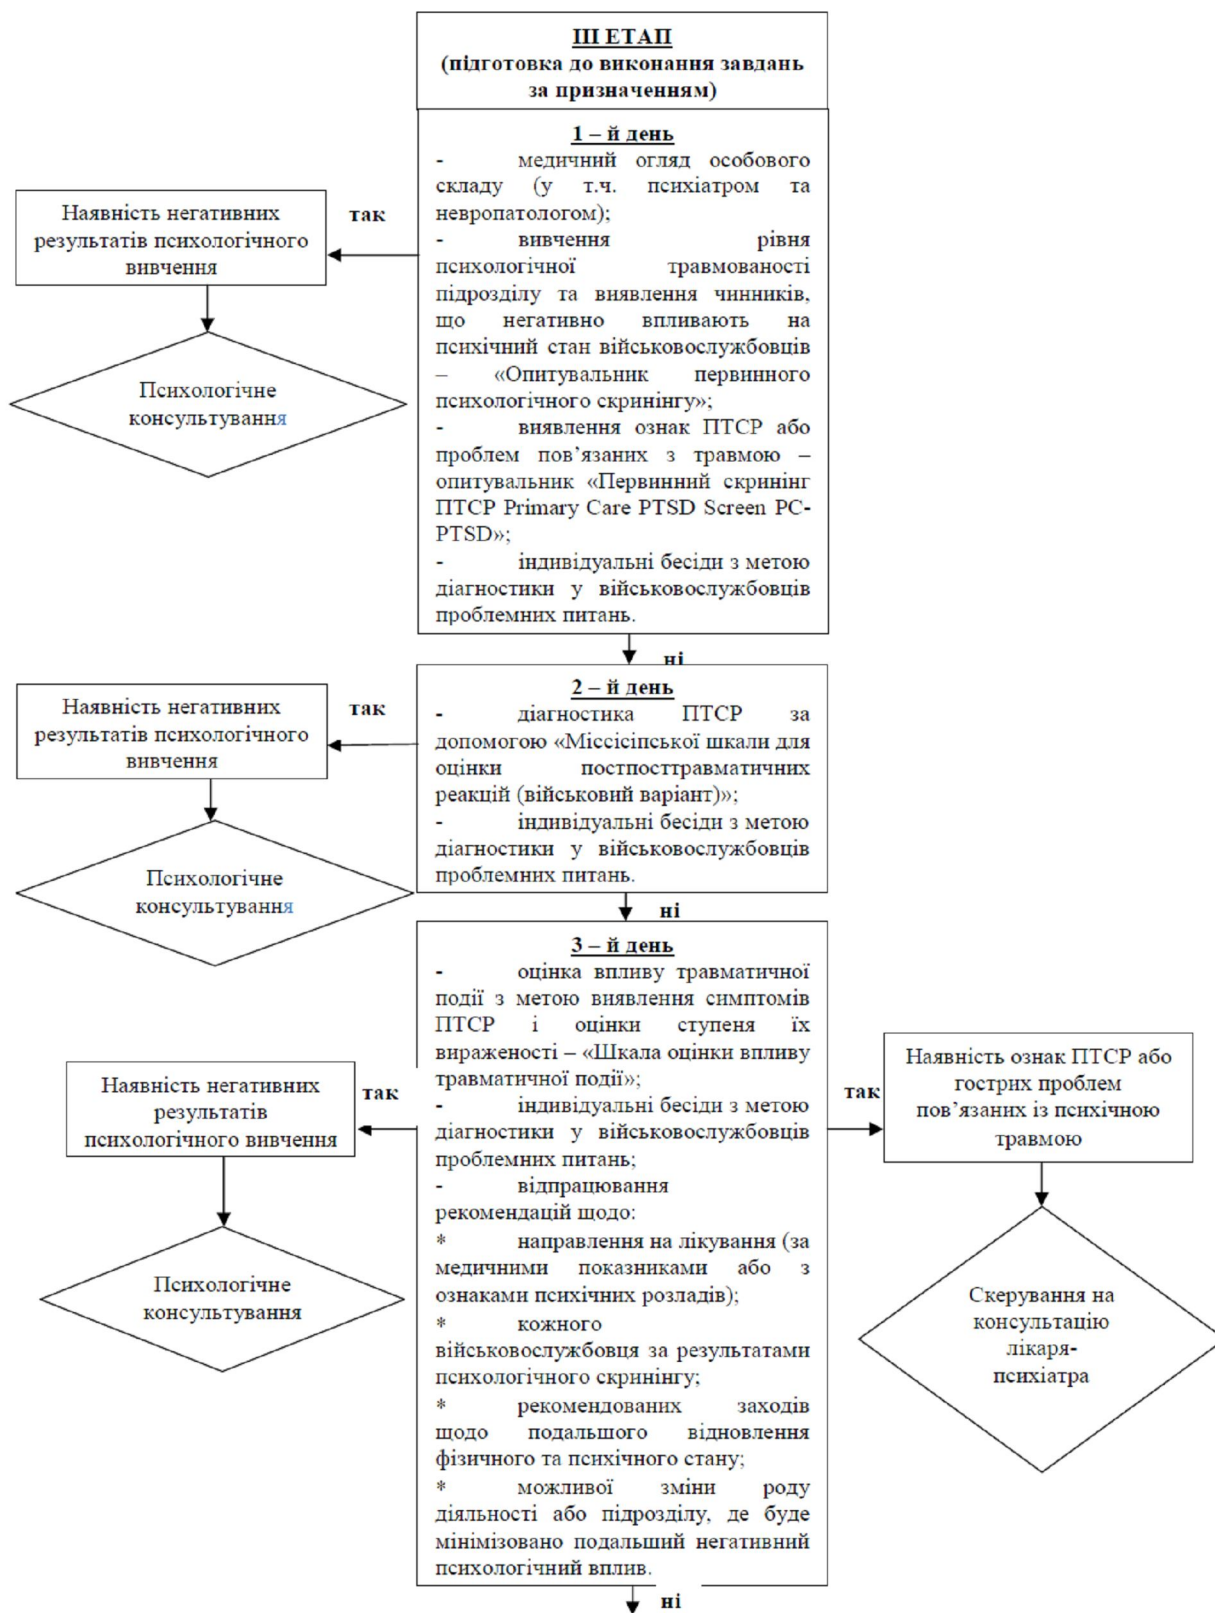 ІІІ ЕТАП
(підготовка до виконання завдань
за призначенням)
1 – й день
- медичний огляд особового
складу (у т.ч. психіатром та
невропатологом);
- вивчення рівня
психологічної травмованості
підрозділу та виявлення чинників,
що негативно впливають на
психічний стан військовослужбовців
– «Опитувальник первинного
психологічного скринінгу»;
- виявлення ознак ПТСР або
проблем пов’язаних з травмою –
опитувальник «Первинний скринінг
ПТСР Primary Care PTSD Screen PC-
PTSD»;
- індивідуальні бесіди з метою
діагностики у військовослужбовців
проблемних питань.
так
Наявність негативних
результатів психологічного
вивчення
Психологічне
консультування
ні
2 – й день
- діагностика ПТСР за
допомогою «Міссісіпської шкали для
оцінки постпосттравматичних
реакцій (військовий варіант)»;
- індивідуальні бесіди з метою
діагностики у військовослужбовців
проблемних питань.
так
Наявність негативних
результатів психологічного
вивчення
Психологічне
консультування
ні
3 – й день
- оцінка впливу травматичної
події з метою виявлення симптомів
ПТСР і оцінки ступеня їх
вираженості – «Шкала оцінки впливу
травматичної події»;
- індивідуальні бесіди з метою
діагностики у військовослужбовців
проблемних питань;
- відпрацювання
рекомендацій щодо:
* направлення на лікування (за
медичними показниками або з
ознаками психічних розладів);
* кожного
військовослужбовця за результатами
психологічного скринінгу;
* рекомендованих заходів
щодо подальшого відновлення
фізичного та психічного стану;
* можливої зміни роду
діяльності або підрозділу, де буде
мінімізовано подальший негативний
психологічний вплив.
так
Наявність негативних
результатів
психологічного вивчення
Психологічне
консультування
так
Наявність ознак ПТСР або
гострих проблем
пов’язаних із психічною
травмою
Скерування на
консультацію
лікаря-
психіатра
ні